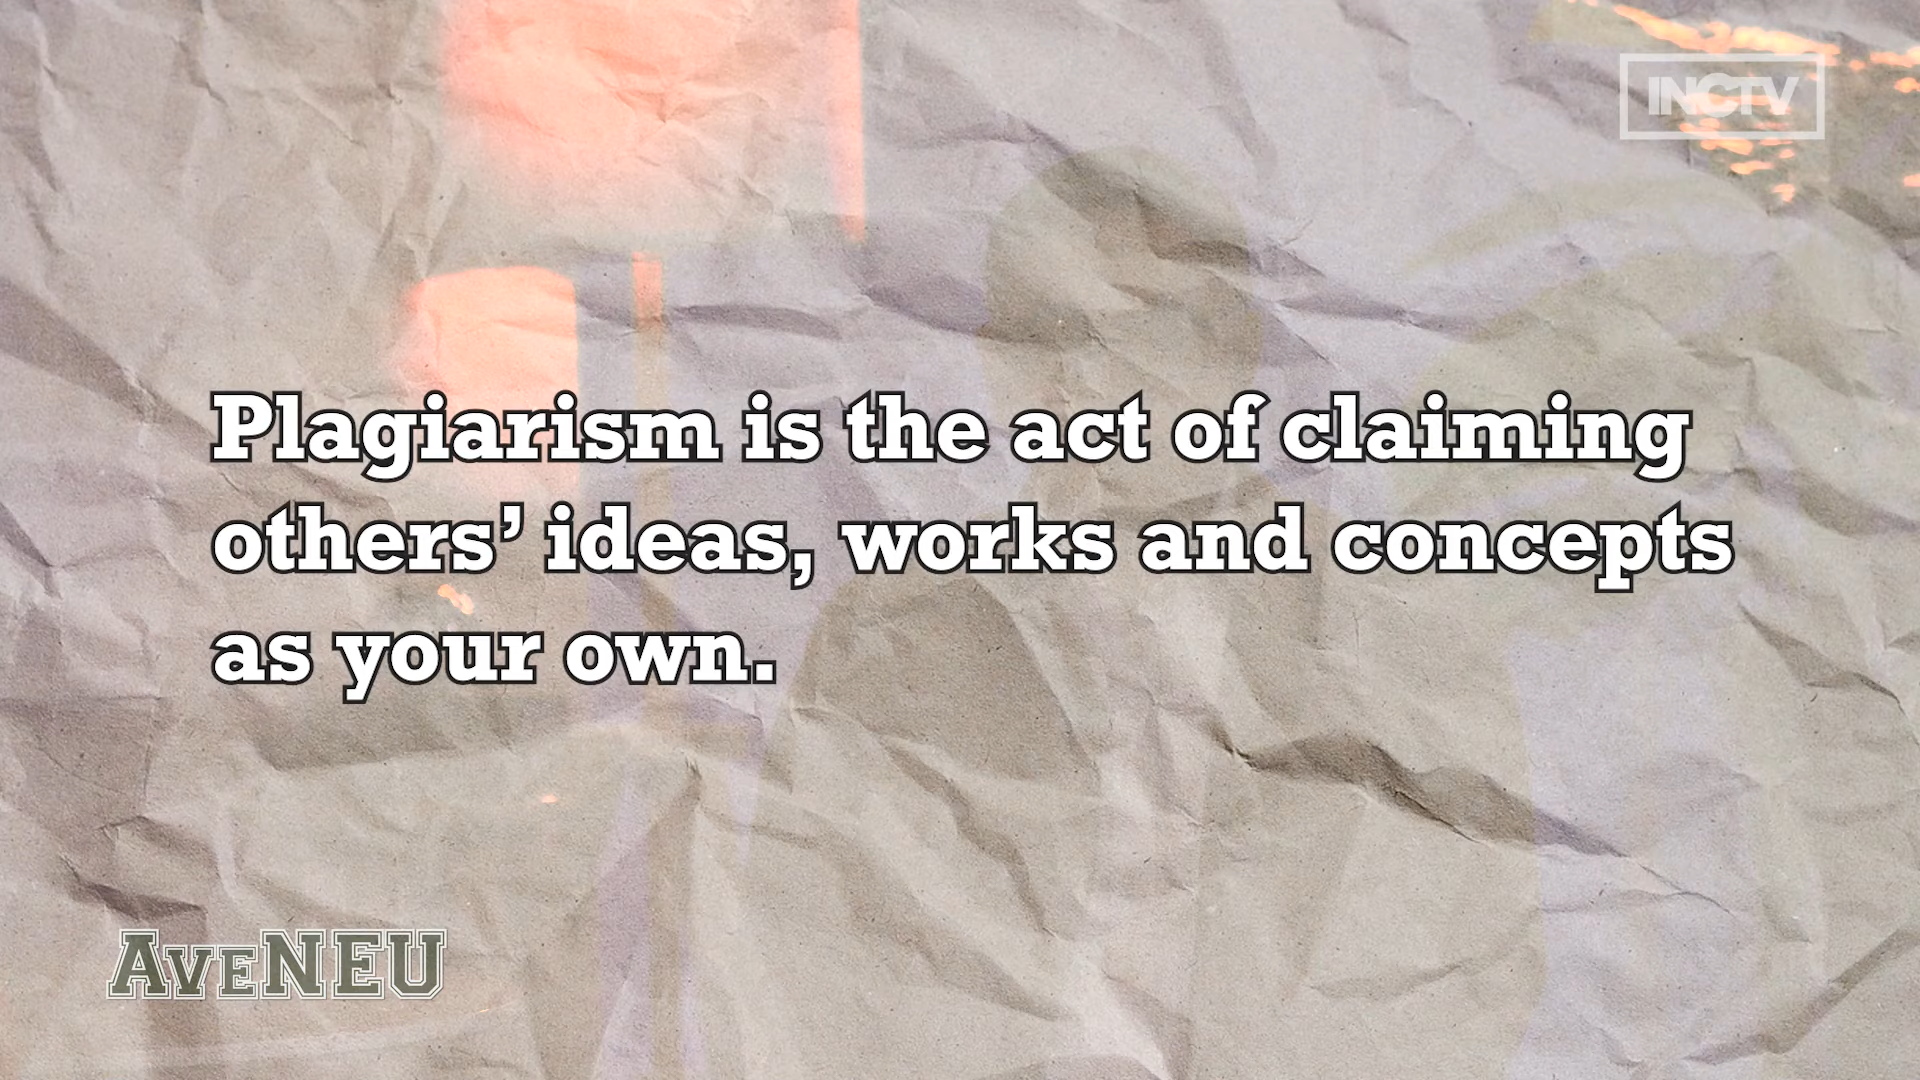 INCTV
Plagiarism is the act of claiming
others’ ideas, works and concepts
as your own.
AveNEU